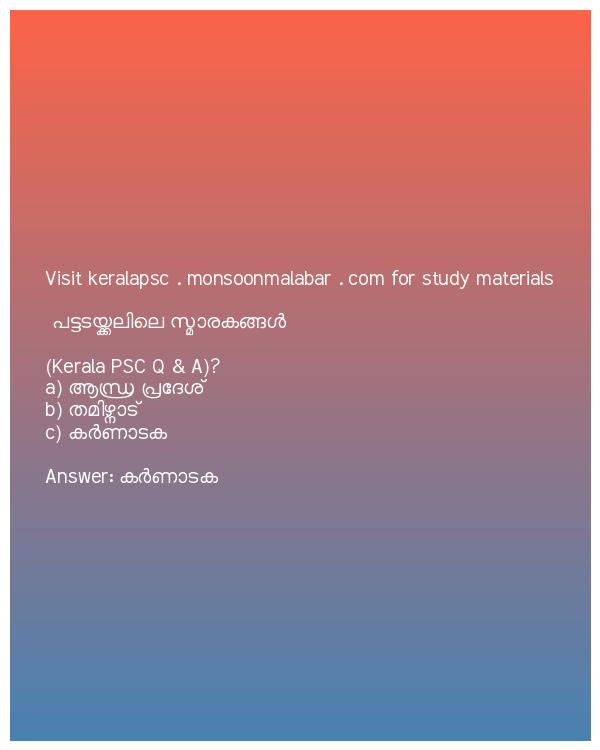 Visit keralapsc . monsoonmalabar . com for study materials
പട്ടടയ്ക്കലിലെ സ്മാരകങ്ങൾ
(Kerala PSC Q & A)?
a) ആന്ധ്ര പ്രദേശ്
b) തമിഴ്നാട്
c) കർണാടക
Answer: കർണാടക